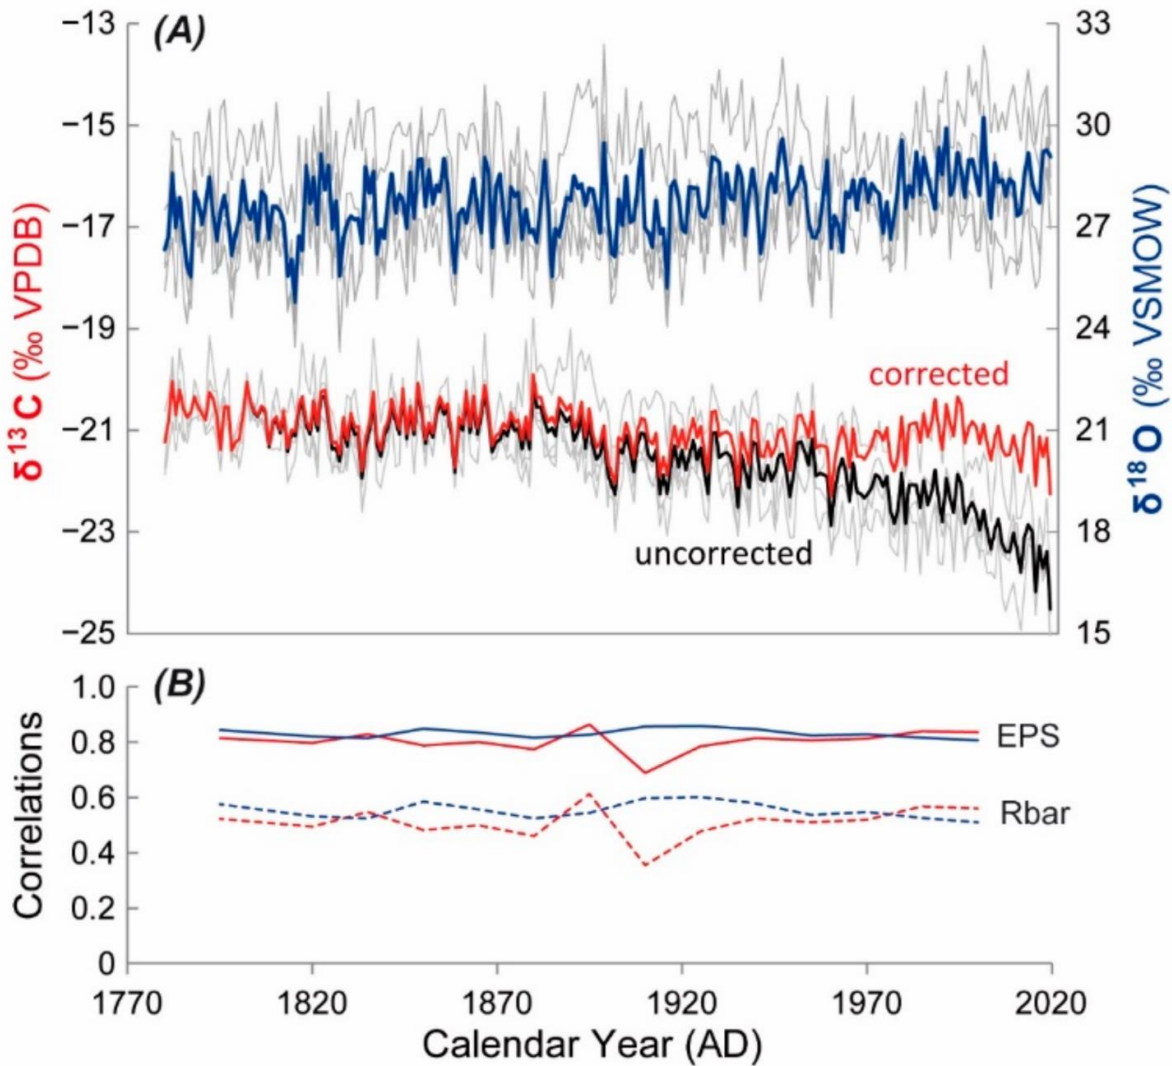 (A)
−13
−15
−17
−19
−21
−23
−25
δ13 C (‰ VPDB)
33
30
27
24
21
18
15
δ18 O (‰ VSMOW)
corrected
uncorrected
(B)
1.0
0.8
0.6
0.4
0.2
0
Correlations
EPS
Rbar
1770 1820 1870 1920 1970 2020
Calendar Year (AD)